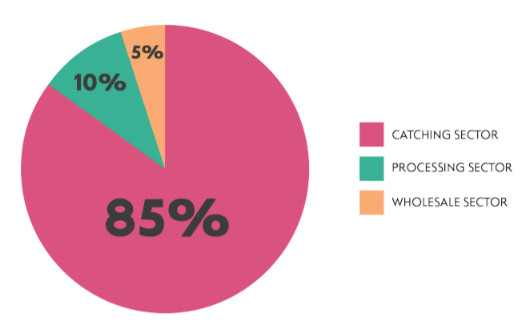 5%
10%
85%
CATCHING SECTOR
PROCESSING SECTOR
WHOLESALE SECTOR